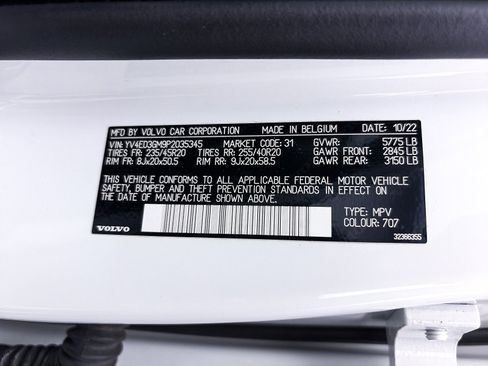 MFD BY VOLVO CAR CORPORATION MADE IN BELGIUM DATE: 10/22
VIN: YV4ED3GM9P2035345 MARKET CODE: 31 GVWR: 5775 LB
TIRES FR: 235/45R20 TIRES RR: 255/40R20 GAWR FRONT: 2845 LB
RIM FR: 8Jx20x50.5 RIM RR: 9Jx20x58.5 GAWR REAR: 3150 LB
THIS VEHICLE CONFORMS TO ALL APPLICABLE FEDERAL MOTOR VEHICLE
SAFETY, BUMPER AND THEFT PREVENTION STANDARDS IN EFFECT ON
THE DATE OF MANUFACTURE SHOWN ABOVE.
TYPE: MPV
COLOUR: 707
VOLVO
32366355